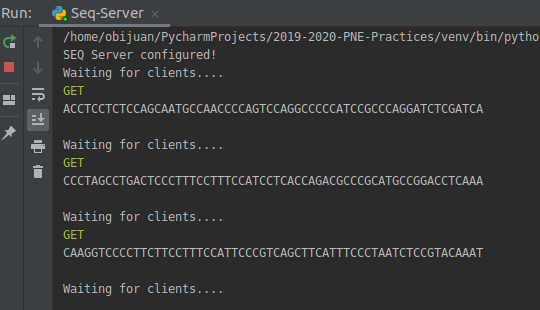 Run: Seq-Server
/home/obijuan/PycharmProjects/2019-2020-PNE-Practices/venv/bin/pytho
SEQ Server configured!
Waiting for clients....
GET
ACCTCCTCTCCAGCAATGCCAACCCCAGTCCAGGCCCCCATCCGCCCAGGATCTCGATCA
Waiting for clients....
GET
CCCTAGCCTGACTCCCTTTCCTTTCCATCCTCACCAGACGCCCGCATGCCGGACCTCAAA
Waiting for clients....
GET
CAAGGTCCCCTTCTTCCTTTCCATTCCCGTCAGCTTCATTTCCCTAATCTCCGTACAAAT
Waiting for clients....